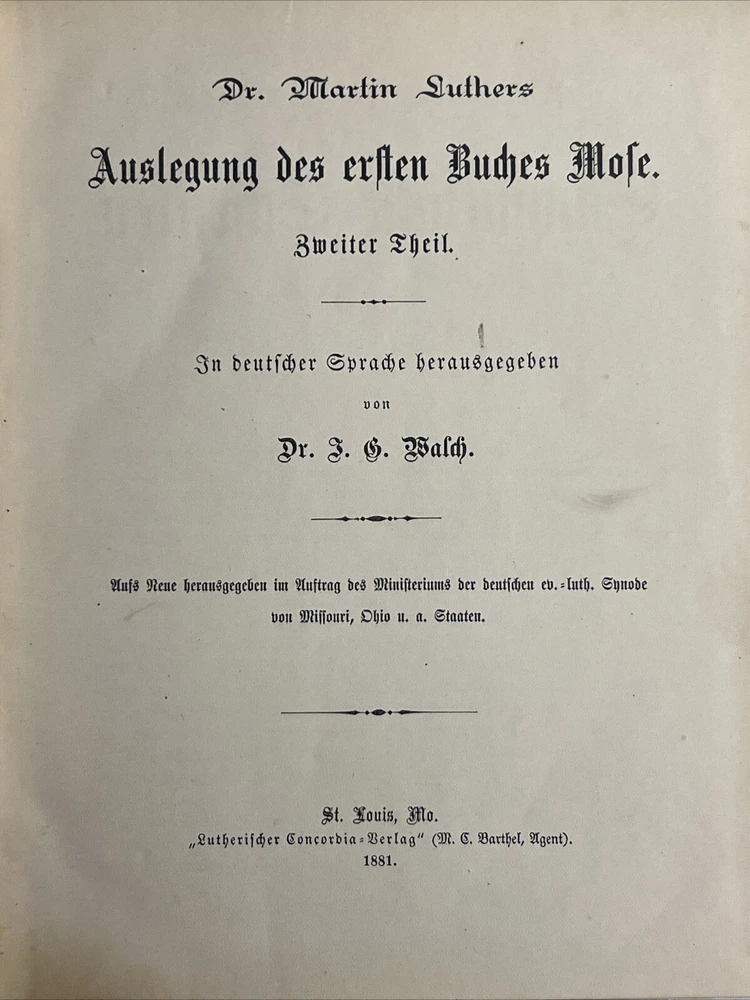 Dr. Martin Luthers
Auslegung des ersten Buches Mose.
Zweiter Theil.
In deutscher Sprache herausgegeben
von
Dr. J. G. Walch.
Aufs Neue herausgegeben im Auftrag des Ministeriums der deutschen ev.=luth. Synode
von Missouri, Ohio u. a. Staaten.
St. Louis, Mo.
„Lutherischer Concordia=Verlag“ (M. C. Barthel, Agent).
1881.